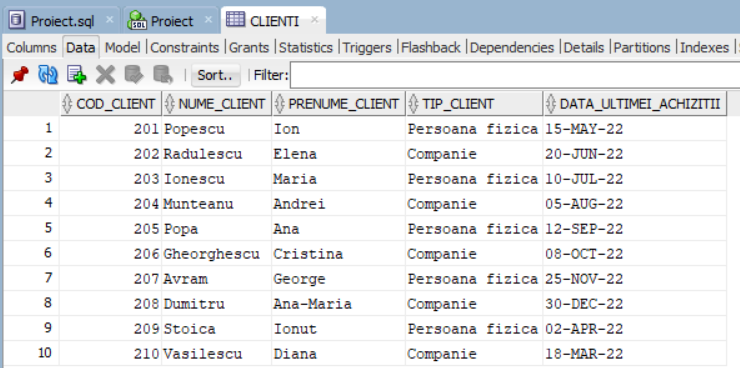 Proiect.sql Proiect CLIENTI
Columns Data Model Constraints Grants Statistics Triggers Flashback Dependencies Details Partitions Indexes
Sort.. Filter:
COD_CLIENT NUME_CLIENT PRENUME_CLIENT TIP_CLIENT DATA_ULTIMEI_ACHIZITII
1 201 Popescu Ion Persoana fizica 15-MAY-22
2 202 Radulescu Elena Companie 20-JUN-22
3 203 Ionescu Maria Persoana fizica 10-JUL-22
4 204 Munteanu Andrei Companie 05-AUG-22
5 205 Popa Ana Persoana fizica 12-SEP-22
6 206 Gheorghescu Cristina Companie 08-OCT-22
7 207 Avram George Persoana fizica 25-NOV-22
8 208 Dumitru Ana-Maria Companie 30-DEC-22
9 209 Stoica Ionut Persoana fizica 02-APR-22
10 210 Vasilescu Diana Companie 18-MAR-22